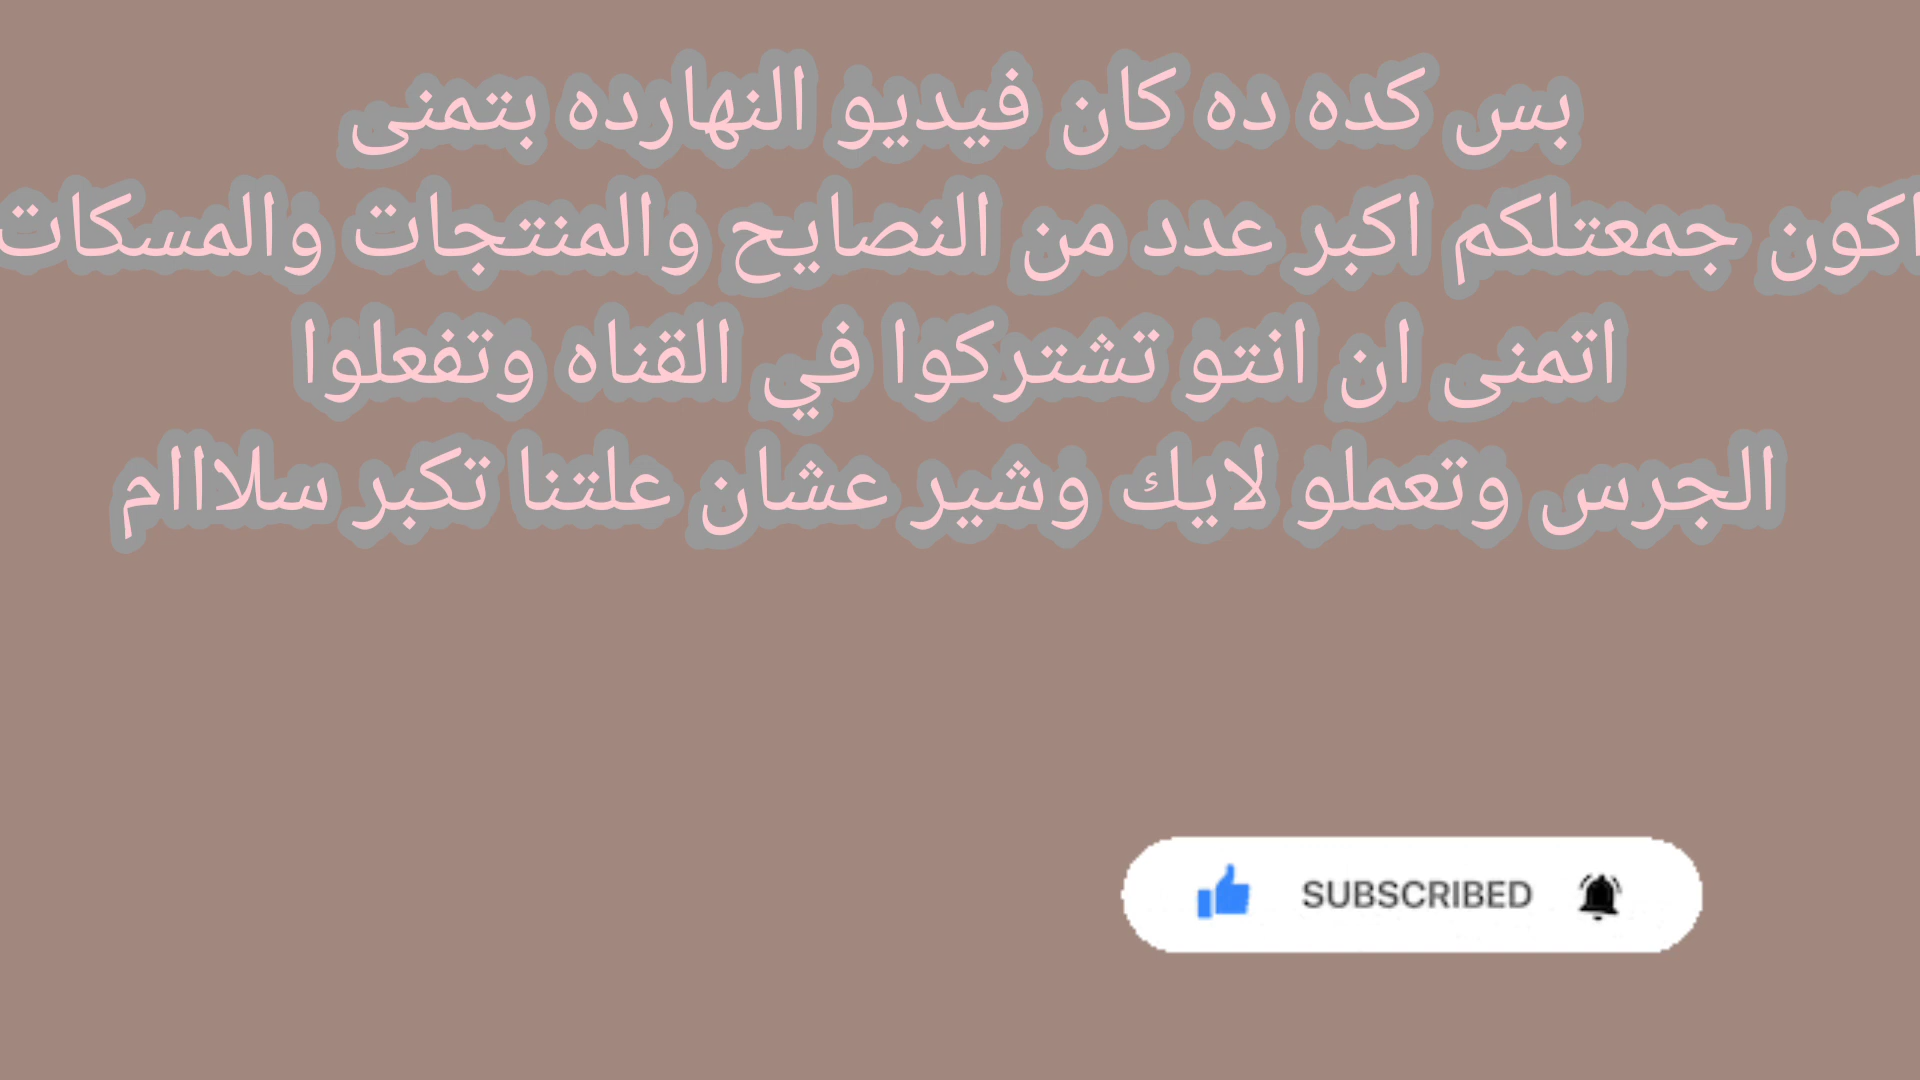 بس كده ده كان فيديو النهارده بتمنى
اكون جمعتلكم اكبر عدد من النصايح والمنتجات والمسكات
اتمنى ان انتو تشتركوا في القناه وتفعلوا
الجرس وتعملو لايك وشير عشان علتنا تكبر سلاااام
SUBSCRIBED